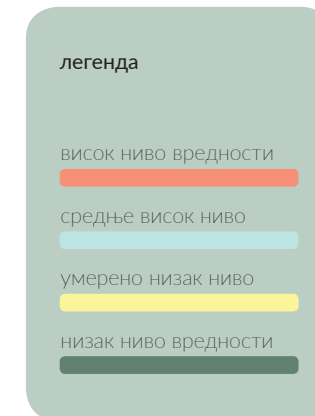 легенда
висок ниво вредности
средње висок ниво
умерено низак ниво
низак ниво вредности